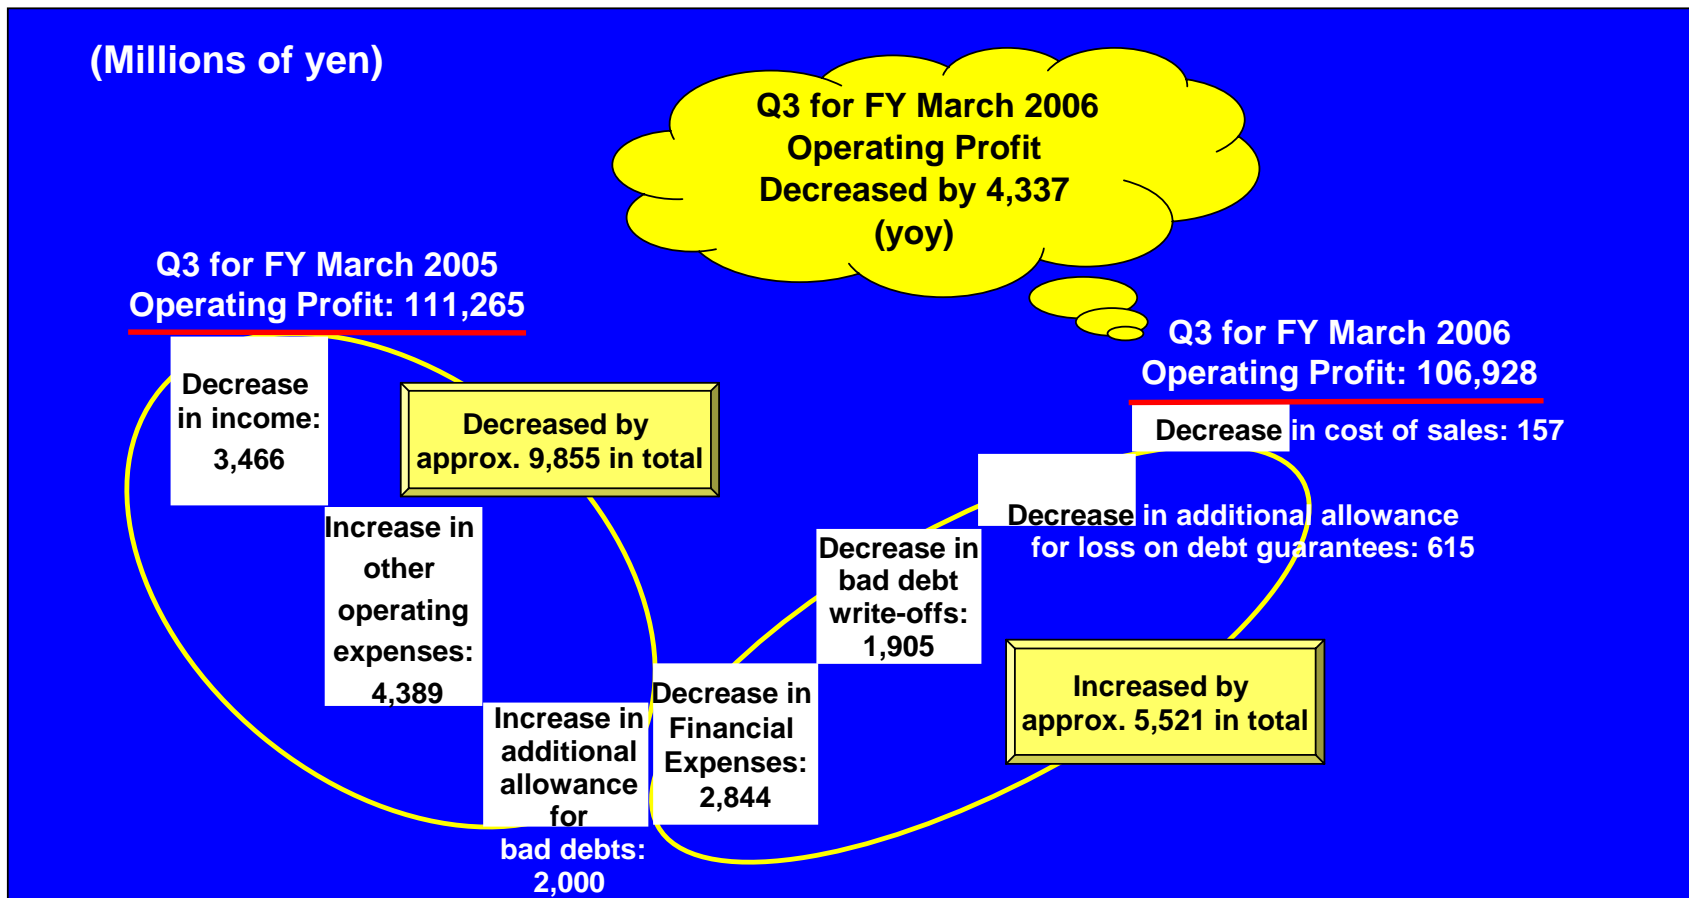 (Millions of yen)
Q3 for FY March 2006
Operating Profit
Decreased by 4,337
(yoy)
Q3 for FY March 2005
Operating Profit: 111,265
Q3 for FY March 2006
Operating Profit: 106,928
Decrease
in income:
3,466
Decreased by
approx. 9,855 in total
Increase in
other
operating
expenses:
4,389
Increase in
additional
allowance
for
bad debts:
2,000
Decrease in
Financial
Expenses:
2,844
Decrease in
bad debt
write-offs:
1,905
Decrease in additional allowance
for loss on debt guarantees: 615
Decrease in cost of sales: 157
Increased by
approx. 5,521 in total